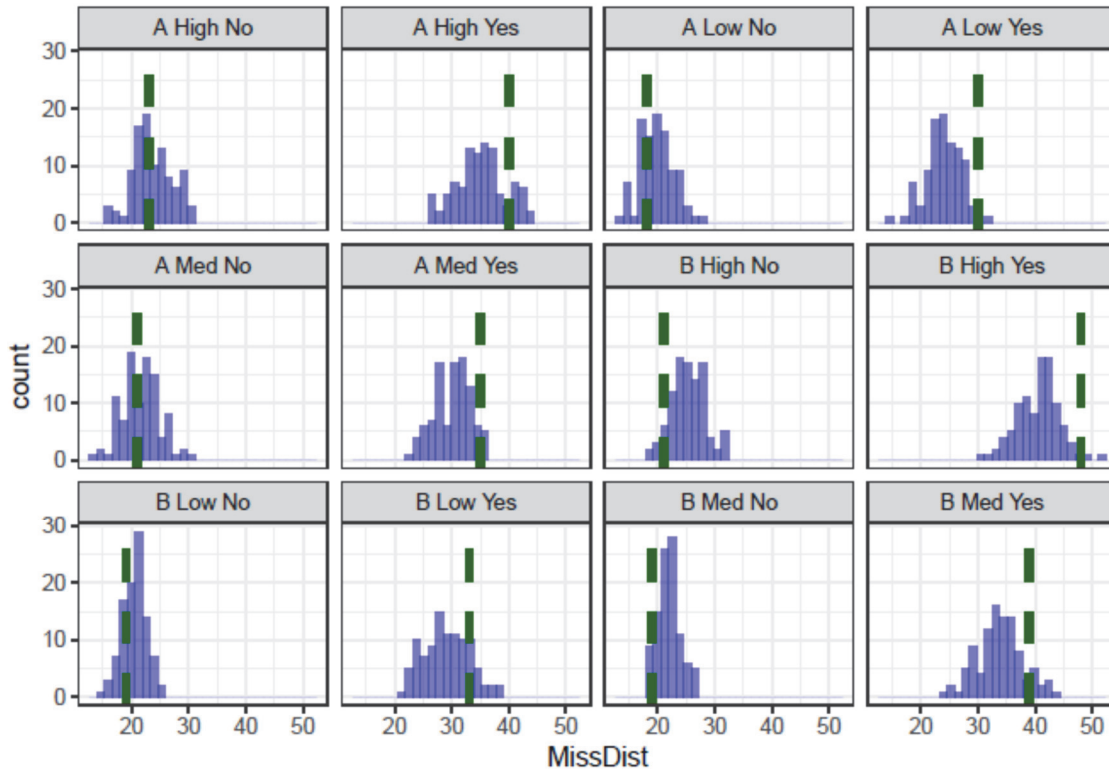 A High No A High Yes A Low No A Low Yes
30
20
10
0
A Med No A Med Yes B High No B High Yes
30
20
10
0
count
B Low No B Low Yes B Med No B Med Yes
30
20
10
0
20 30 40 50 20 30 40 50 20 30 40 50 20 30 40 50
MissDist